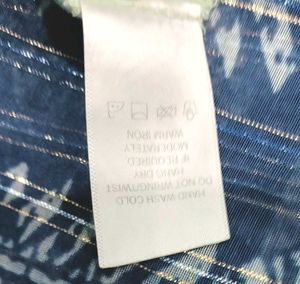 HAND WASH COLD
DO NOT WRING/TWIST
HANG DRY
IF REQUIRED,
MODERATELY
WARM IRON